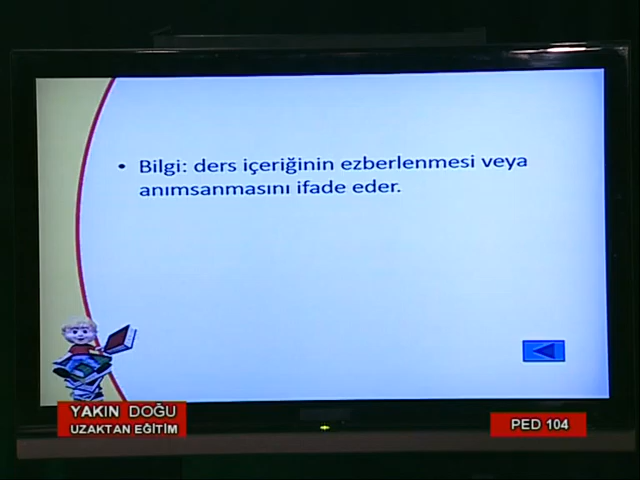 • Bilgi: ders içeriğinin ezberlenmesi veya
anımsanmasını ifade eder.
YAKIN DOĞU
UZAKTAN EĞİTİM
PED 104